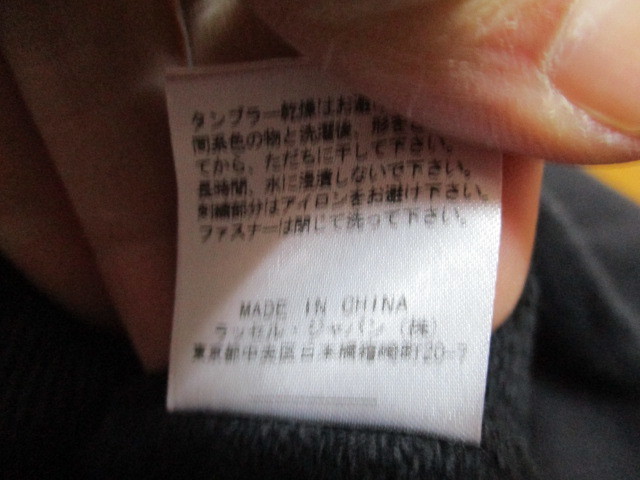 タンブラー乾燥はお避け
同系色の物と洗濯後、形を
てから、ただちに干して下さい。
長時間、水に浸漬しないで下さい。
刺繍部分はアイロンをお避け下さい。
ファスナーは閉じて洗って下さい。
MADE IN CHINA
ラッセル・ジャパン(株)
東京都中央区日本橋箱崎町20-7